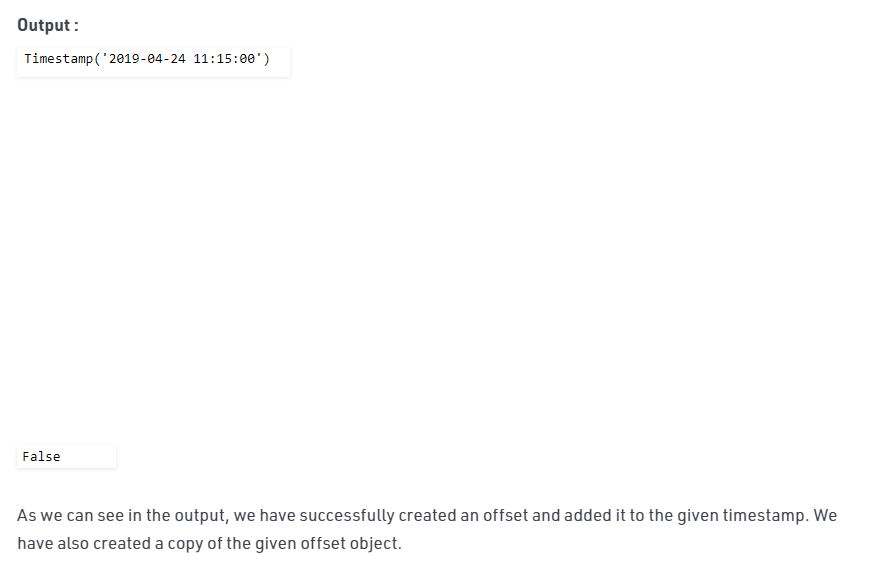 Output :
Timestamp('2019-04-24 11:15:00')
False
As we can see in the output, we have successfully created an offset and added it to the given timestamp. We
have also created a copy of the given offset object.